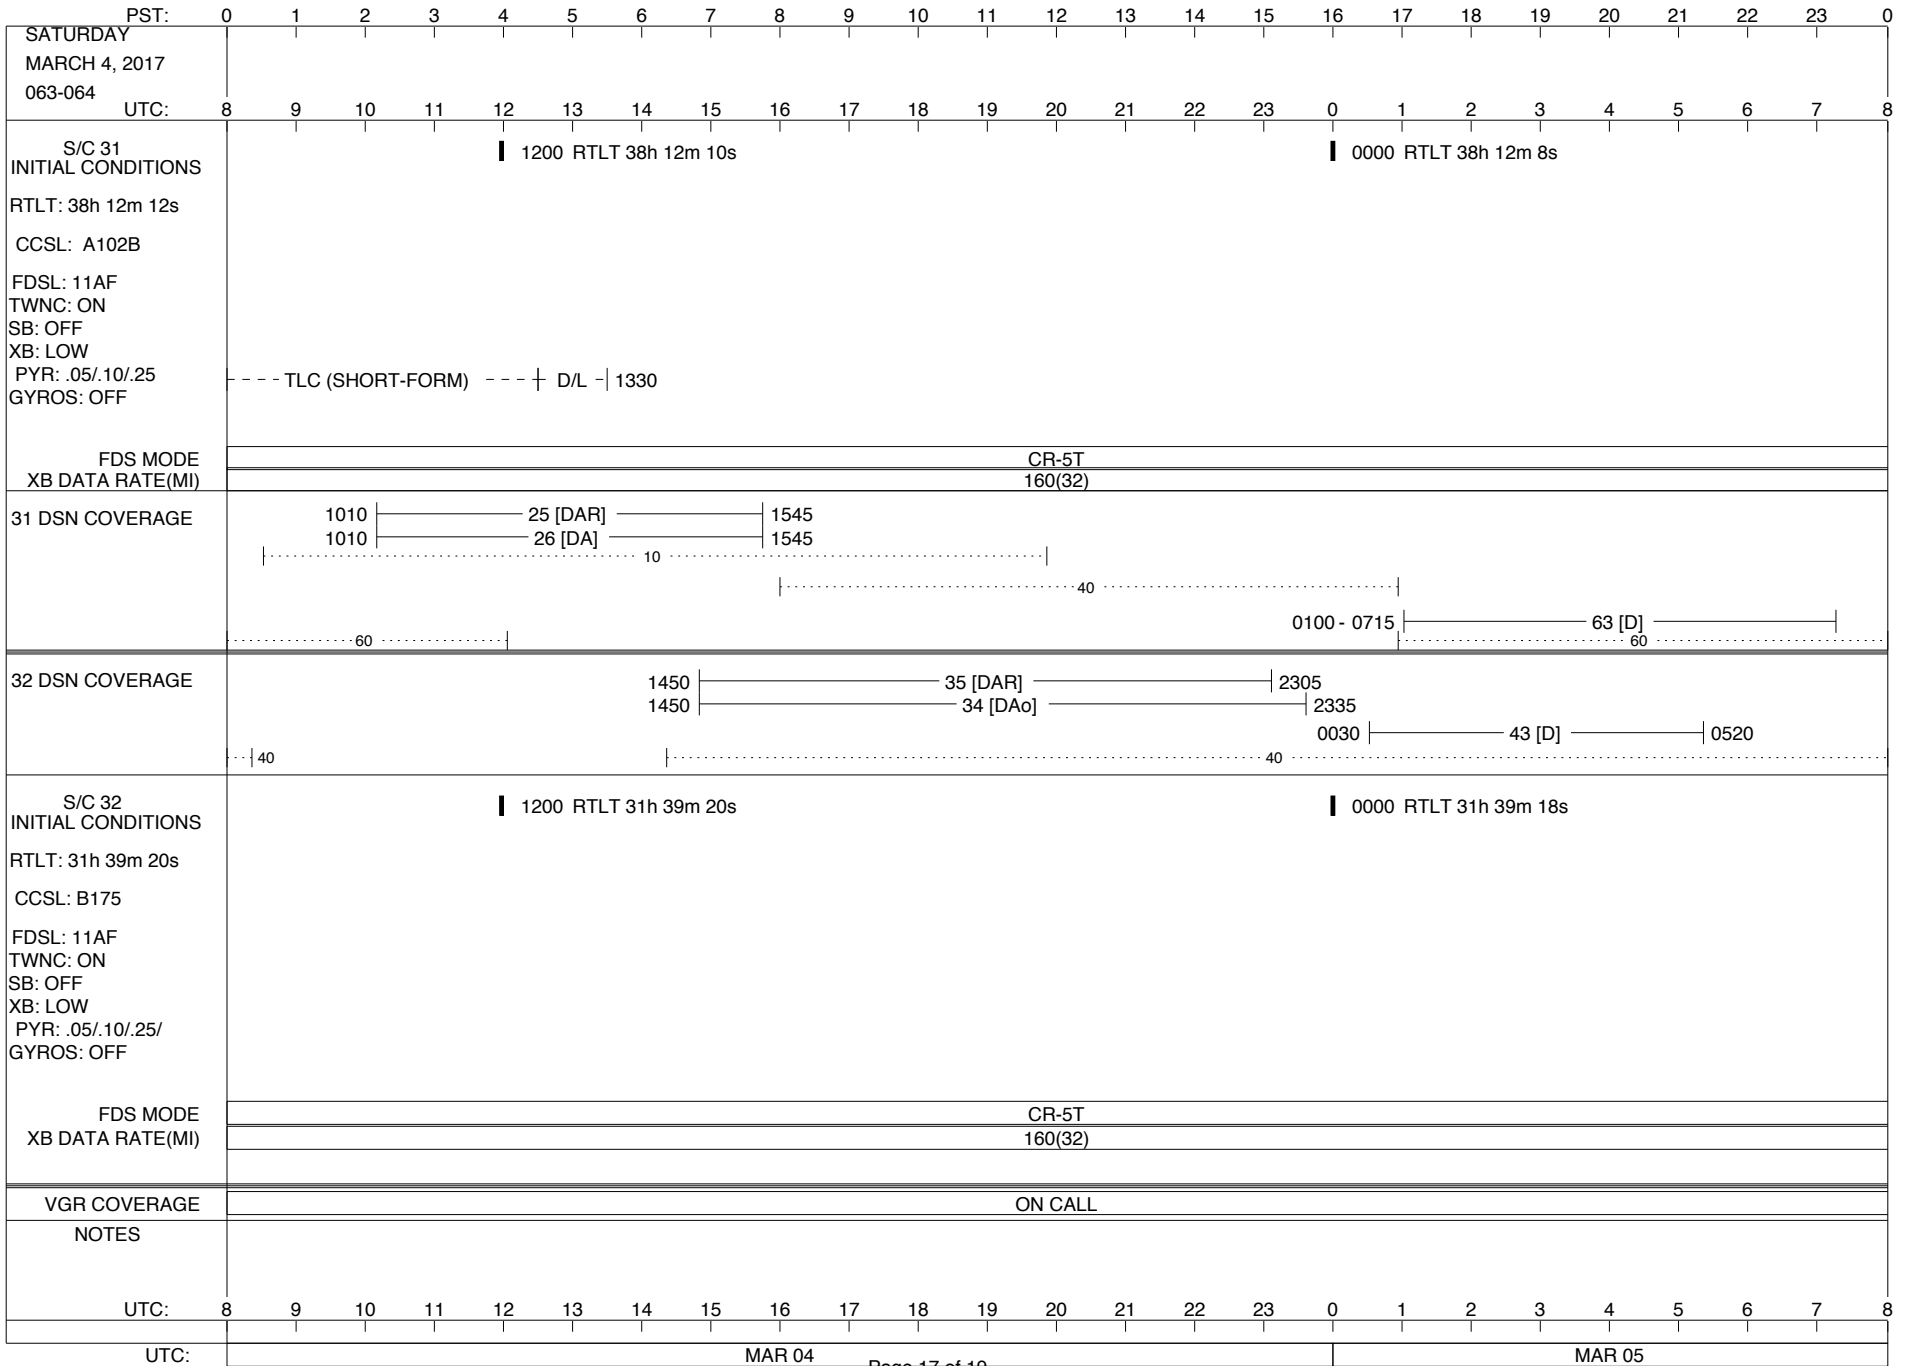 PST: 0 1 2 3 4 5 6 7 8 9 10 11 12 13 14 15 16 17 18 19 20 21 22 23 0
SATURDAY
MARCH 4, 2017
063-064
UTC: 8 9 10 11 12 13 14 15 16 17 18 19 20 21 22 23 0 1 2 3 4 5 6 7 8
S/C 31
INITIAL CONDITIONS
1200 RTLT 38h 12m 10s
0000 RTLT 38h 12m 8s
RTLT: 38h 12m 12s
CCSL: A102B
FDSL: 11AF
TWNC: ON
SB: OFF
XB: LOW
PYR: .05/.10/.25
GYROS: OFF
TLC (SHORT-FORM) D/L 1330
FDS MODE CR-5T
XB DATA RATE(MI) 160(32)
31 DSN COVERAGE
1010 25 [DAR] 1545
1010 26 [DA] 1545
10
40
0100 - 0715 63 [D]
60 60
32 DSN COVERAGE
1450 35 [DAR] 2305
1450 34 [DAo] 2335
0030 43 [D] 0520
40 40
S/C 32
INITIAL CONDITIONS
1200 RTLT 31h 39m 20s
0000 RTLT 31h 39m 18s
RTLT: 31h 39m 20s
CCSL: B175
FDSL: 11AF
TWNC: ON
SB: OFF
XB: LOW
PYR: .05/.10/.25/
GYROS: OFF
FDS MODE CR-5T
XB DATA RATE(MI) 160(32)
VGR COVERAGE ON CALL
NOTES
UTC: 8 9 10 11 12 13 14 15 16 17 18 19 20 21 22 23 0 1 2 3 4 5 6 7 8
UTC: MAR 04 MAR 05
Page 17 of 19